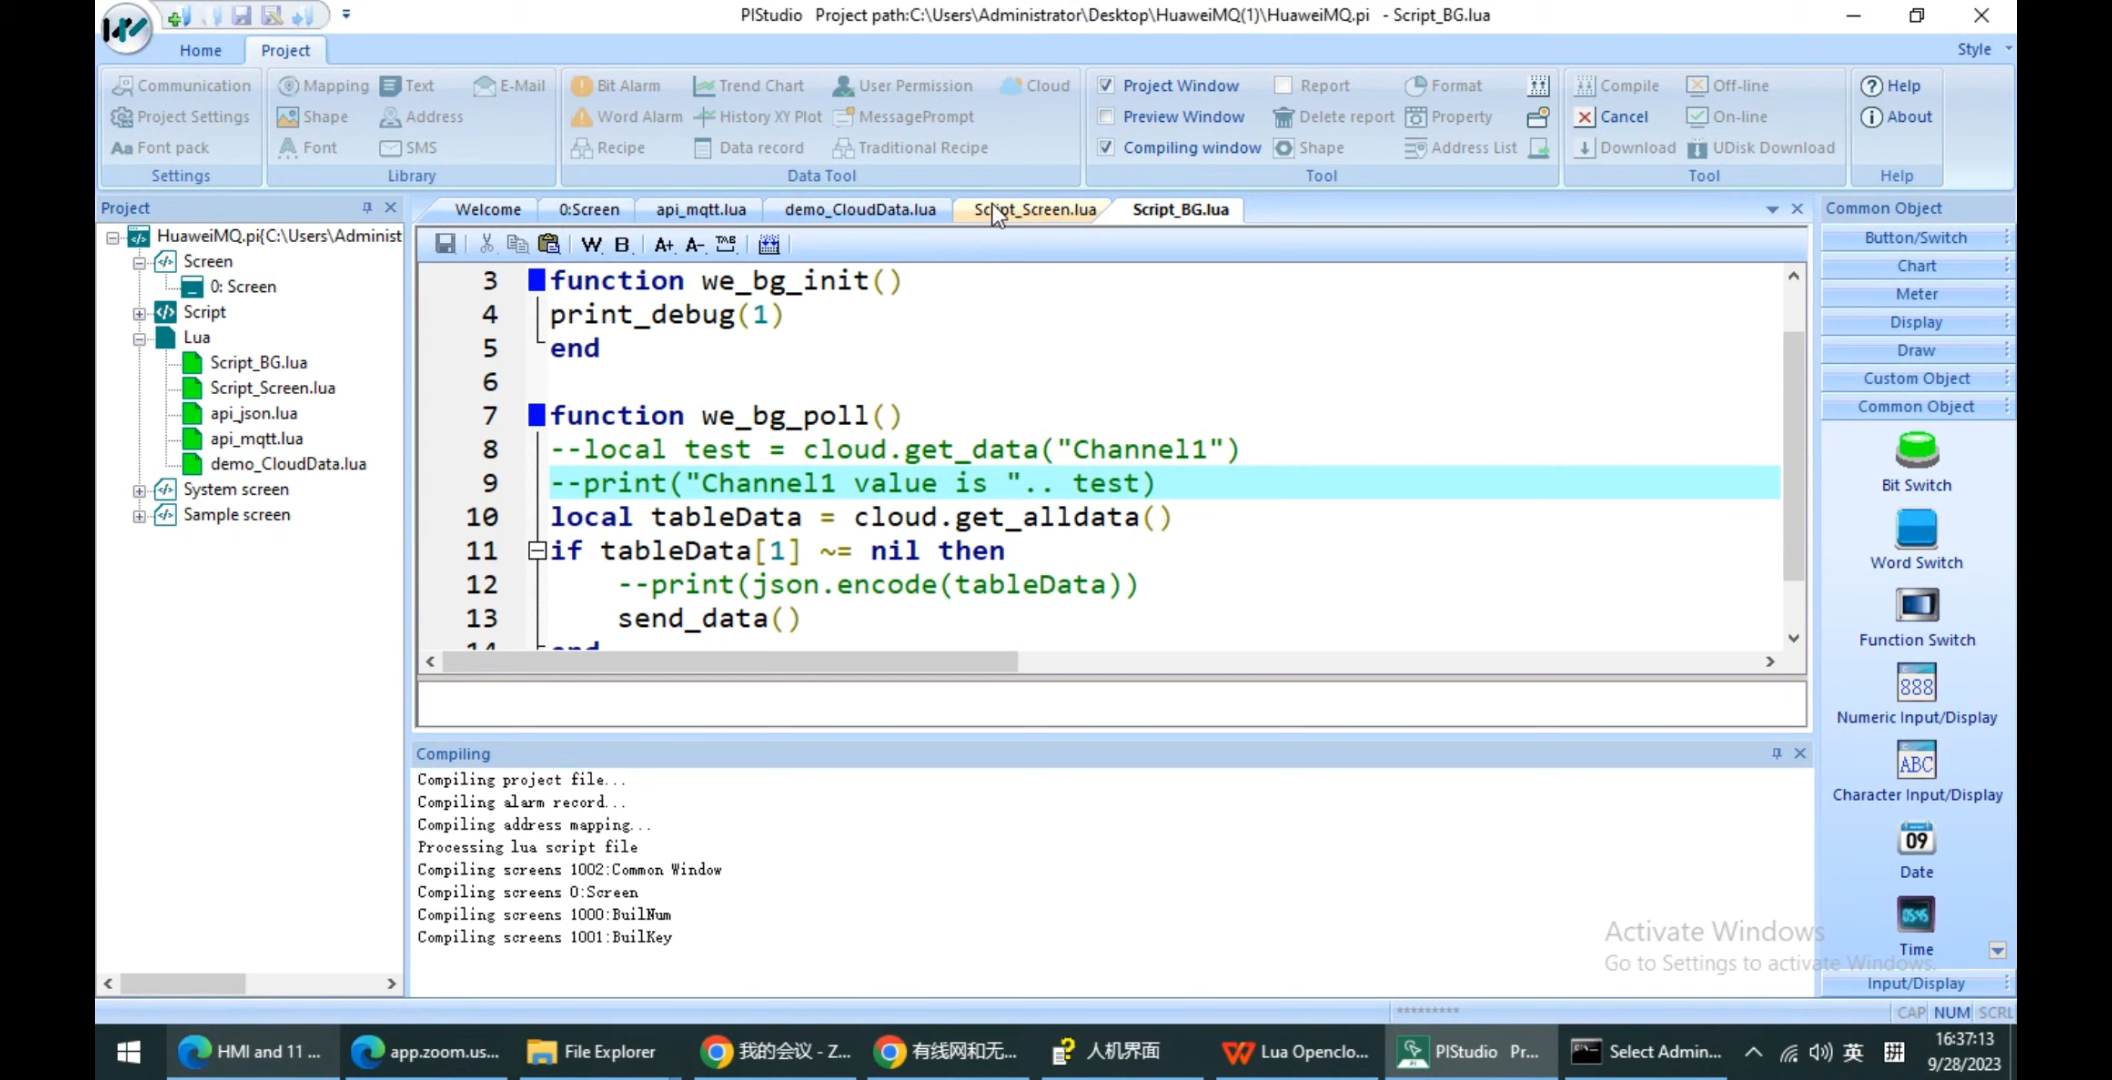 PIStudio Project path:C:\Users\Administrator\Desktop\HuaweiMQ(1)\HuaweiMQ.pi - Script_BG.lua
Home Project Style
Communication Mapping Text E-Mail Bit Alarm Trend Chart User Permission Cloud Project Window Report Format Compile Off-line Help
Project Settings Shape Address Word Alarm History XY Plot MessagePrompt Preview Window Delete report Property Cancel On-line About
Aa Font pack Font SMS Recipe Data record Traditional Recipe Compiling window Shape Address List Download UDisk Download
Settings Library Data Tool Tool Tool Help
Project
HuaweiMQ.pi{C:\Users\Administ
Screen
0: Screen
Script
Lua
Script_BG.lua
Script_Screen.lua
api_json.lua
api_mqtt.lua
demo_CloudData.lua
System screen
Sample screen
Welcome 0:Screen api_mqtt.lua demo_CloudData.lua Script_Screen.lua Script_BG.lua
W B A+ A- TAB
3 function we_bg_init()
4 print_debug(1)
5 end
6
7 function we_bg_poll()
8 --local test = cloud.get_data("Channel1")
9 --print("Channel1 value is ".. test)
10 local tableData = cloud.get_alldata()
11 if tableData[1] ~= nil then
12 --print(json.encode(tableData))
13 send_data()
14 end
Compiling
Compiling project file...
Compiling alarm record...
Compiling address mapping...
Processing lua script file
Compiling screens 1002:Common Window
Compiling screens 0:Screen
Compiling screens 1000:BuilNum
Compiling screens 1001:BuilKey
Common Object
Button/Switch
Chart
Meter
Display
Draw
Custom Object
Common Object
Bit Switch
Word Switch
Function Switch
888
Numeric Input/Display
ABC
Character Input/Display
09
Date
05:45
Time
Input/Display
Activate Windows
Go to Settings to activate Windows.
*********
CAP NUM SCRL
HMI and 11 ... app.zoom.us... File Explorer 我的会议 - Z... 有线网和无... 人机界面 Lua Openclo... PIStudio Pr... Select Admin... 英 拼
16:37:13
9/28/2023